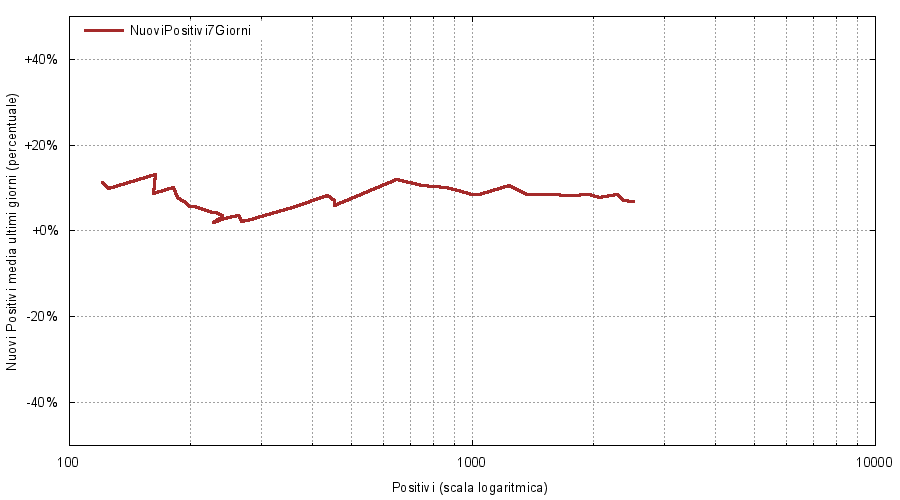 NuoviPositivi7Giorni
+40%
+20%
+0%
-20%
-40%
Nuovi Positivi media ultimi giorni (percentuale)
100
1000
10000
Positivi (scala logaritmica)